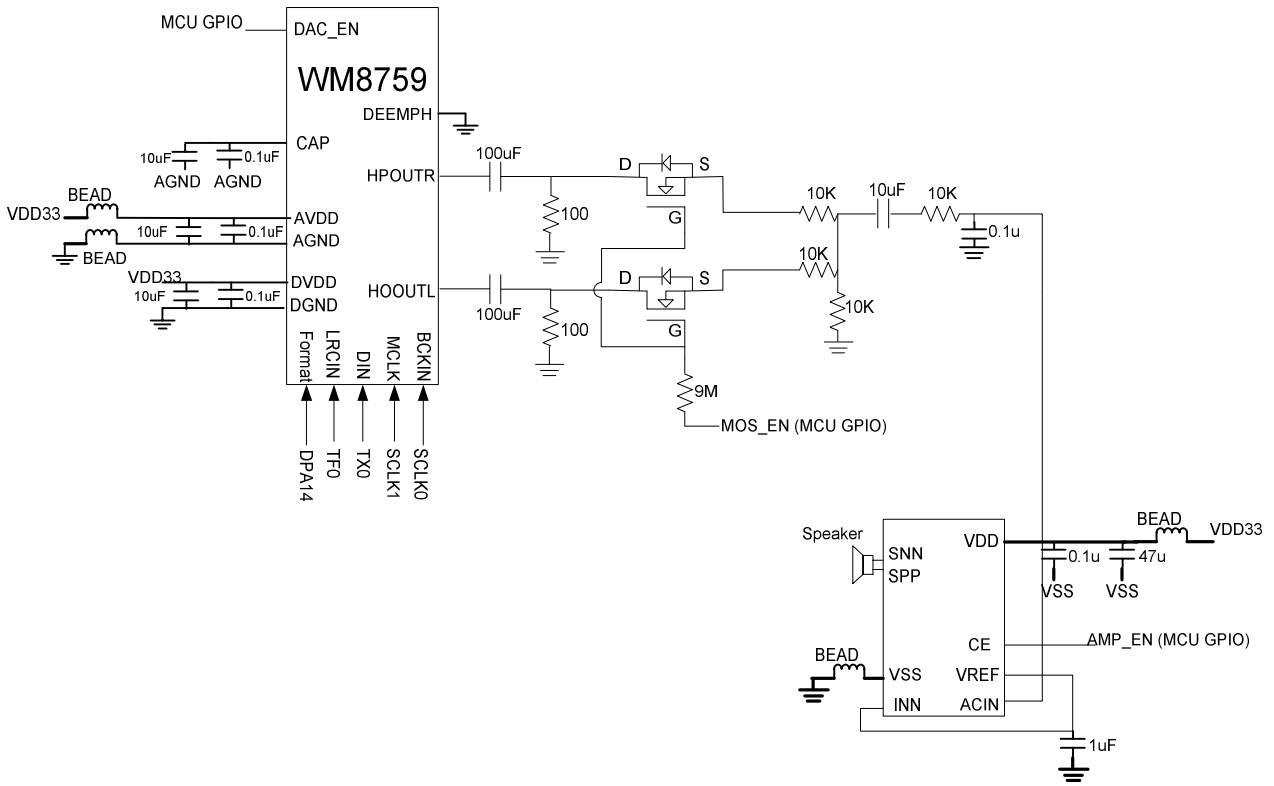 MCU GPIO
DAC_EN
WM8759
DEEMPH
CAP
10uF
0.1uF
AGND
AGND
100uF
HPOUTR
D
S
G
100
10K
10uF
10K
0.1u
BEAD
VDD33
AVDD
10uF
0.1uF
AGND
BEAD
10K
D
S
G
VDD33
DVDD
10uF
0.1uF
DGND
HOOUTL
100uF
100
10K
Format
LRCIN
DIN
MCLK
BCKIN
9M
MOS_EN (MCU GPIO)
DPA14
TF0
TX0
SCLK1
SCLK0
Speaker
SNN
SPP
VDD
BEAD
VDD33
0.1u
47u
VSS
VSS
CE
AMP_EN (MCU GPIO)
BEAD
VSS
VREF
INN
ACIN
1uF